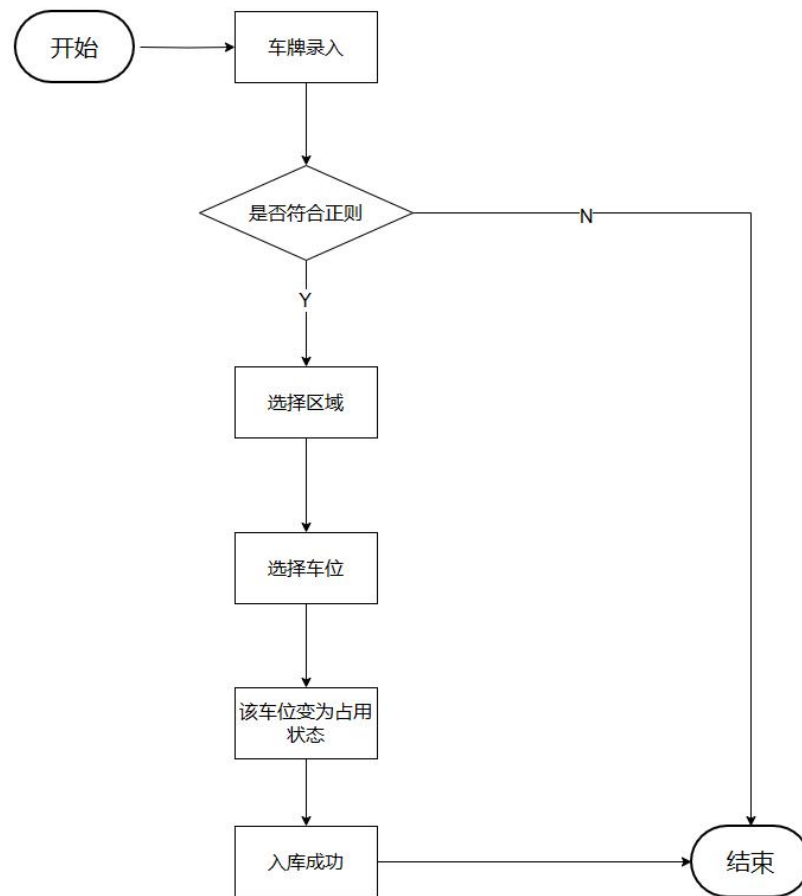 开始
车牌录入
是否符合正则
N
Y
选择区域
选择车位
该车位变为占用
状态
入库成功
结束